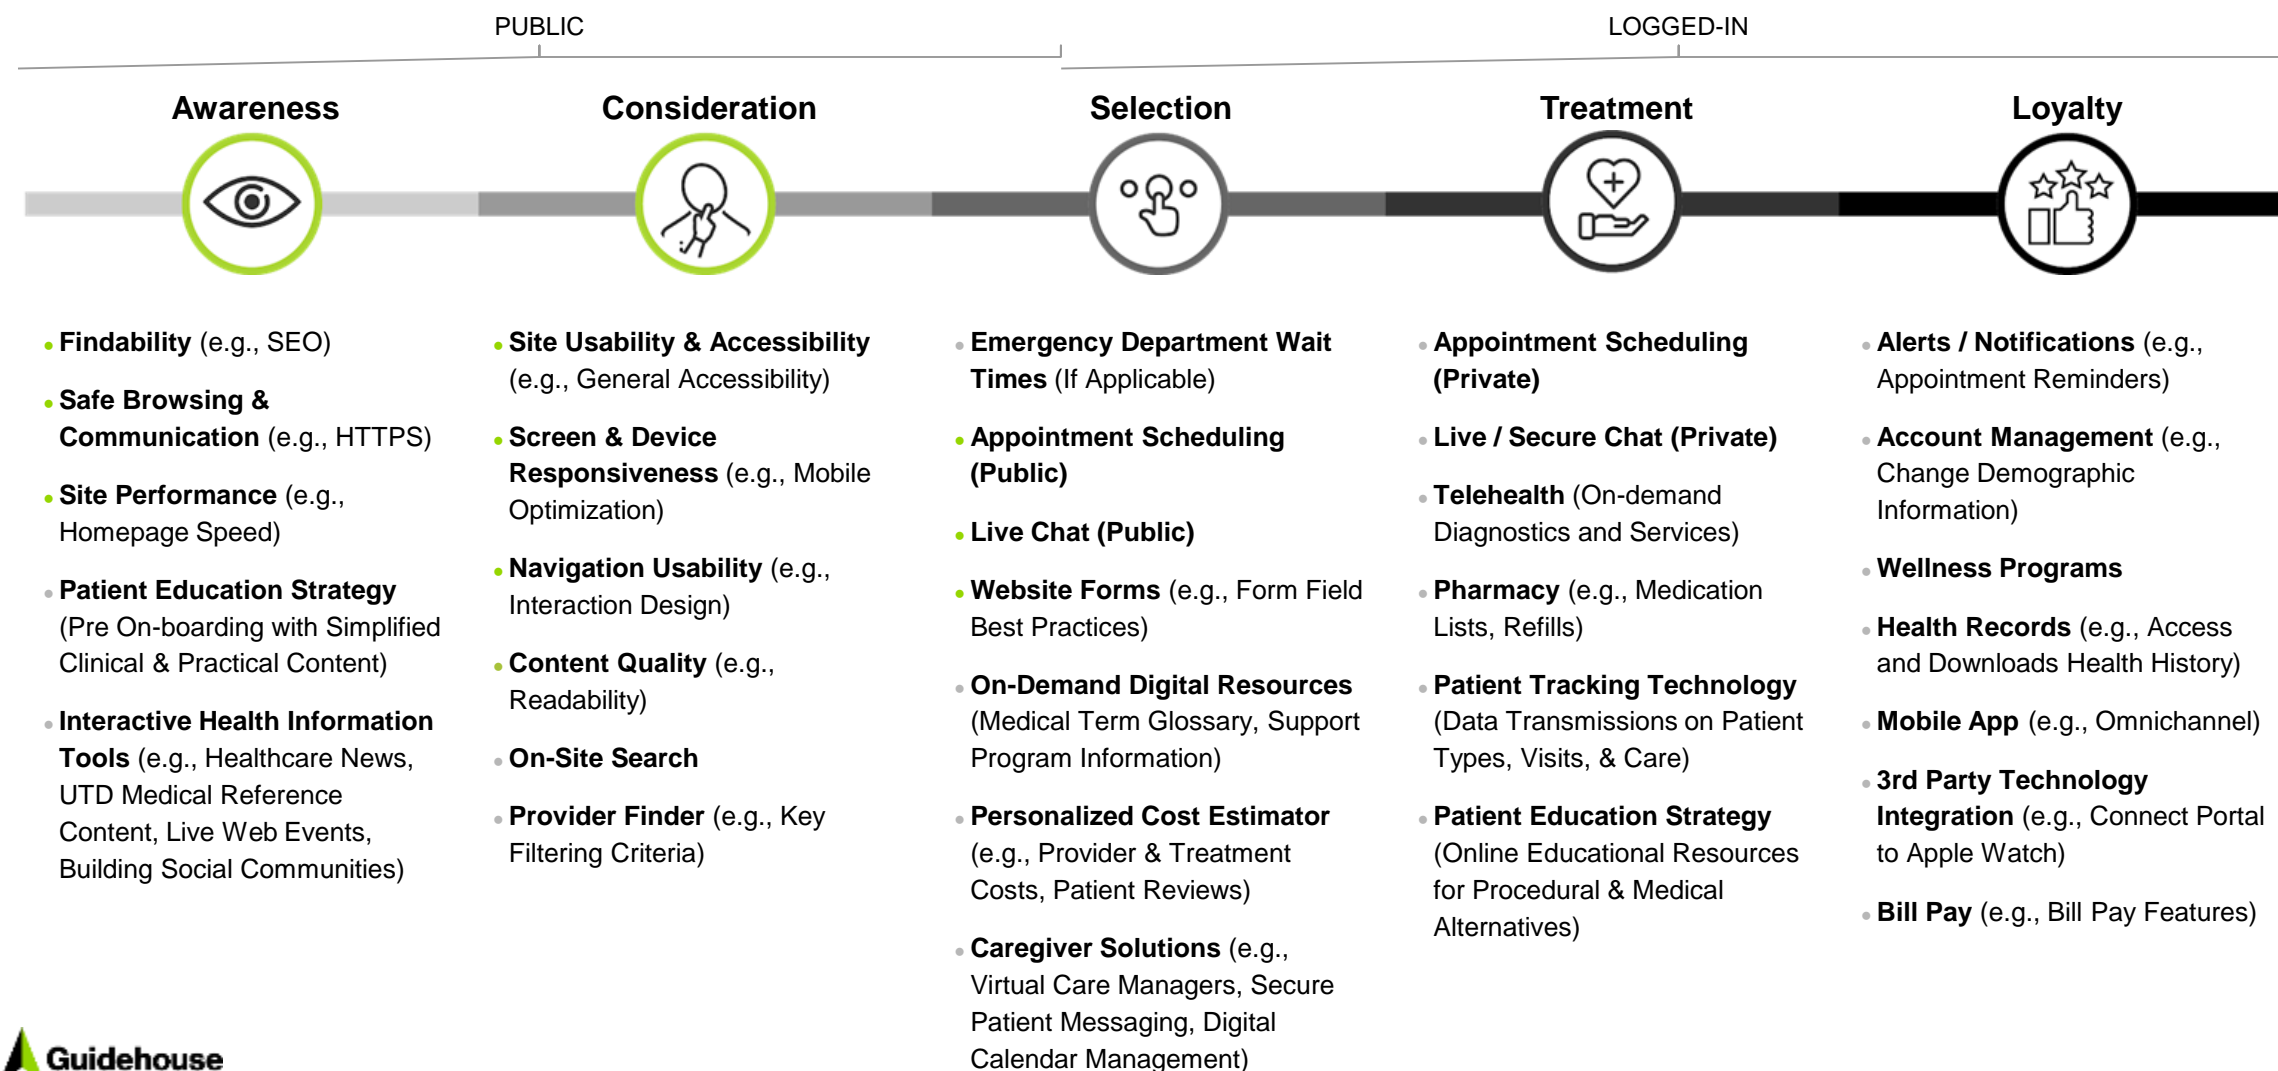 PUBLIC
LOGGED-IN
Awareness
Consideration
Selection
Treatment
Loyalty
• Findability (e.g., SEO)
• Safe Browsing &
Communication (e.g., HTTPS)
• Site Performance (e.g.,
Homepage Speed)
• Patient Education Strategy
(Pre On-boarding with Simplified
Clinical & Practical Content)
• Interactive Health Information
Tools (e.g., Healthcare News,
UTD Medical Reference
Content, Live Web Events,
Building Social Communities)
• Site Usability & Accessibility
(e.g., General Accessibility)
• Screen & Device
Responsiveness (e.g., Mobile
Optimization)
• Navigation Usability (e.g.,
Interaction Design)
• Content Quality (e.g.,
Readability)
• On-Site Search
• Provider Finder (e.g., Key
Filtering Criteria)
• Emergency Department Wait
Times (If Applicable)
• Appointment Scheduling
(Public)
• Live Chat (Public)
• Website Forms (e.g., Form Field
Best Practices)
• On-Demand Digital Resources
(Medical Term Glossary, Support
Program Information)
• Personalized Cost Estimator
(e.g., Provider & Treatment
Costs, Patient Reviews)
• Caregiver Solutions (e.g.,
Virtual Care Managers, Secure
Patient Messaging, Digital
Calendar Management)
• Appointment Scheduling
(Private)
• Live / Secure Chat (Private)
• Telehealth (On-demand
Diagnostics and Services)
• Pharmacy (e.g., Medication
Lists, Refills)
• Patient Tracking Technology
(Data Transmissions on Patient
Types, Visits, & Care)
• Patient Education Strategy
(Online Educational Resources
for Procedural & Medical
Alternatives)
• Alerts / Notifications (e.g.,
Appointment Reminders)
• Account Management (e.g.,
Change Demographic
Information)
• Wellness Programs
• Health Records (e.g., Access
and Downloads Health History)
• Mobile App (e.g., Omnichannel)
• 3rd Party Technology
Integration (e.g., Connect Portal
to Apple Watch)
• Bill Pay (e.g., Bill Pay Features)
Guidehouse